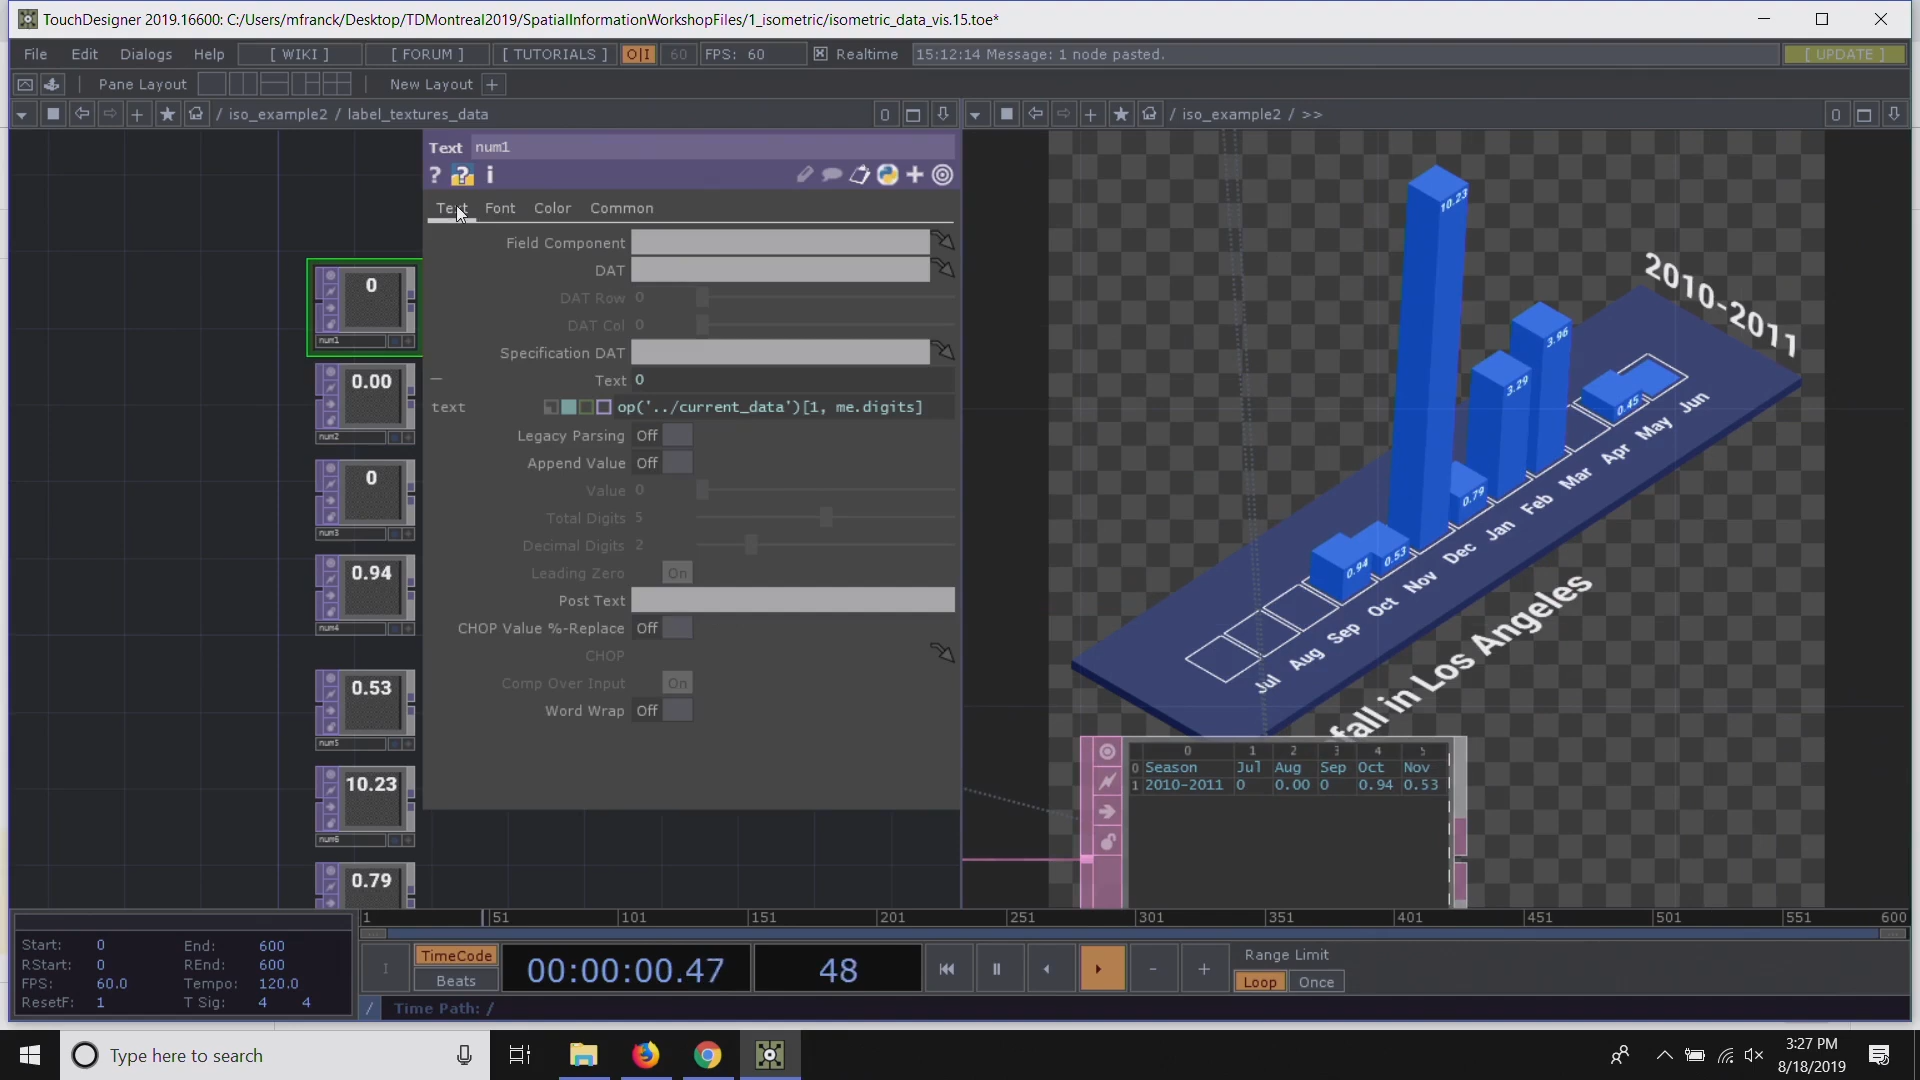 TouchDesigner 2019.16600: C:/Users/mfranck/Desktop/TDMontreal2019/SpatialInformationWorkshopFiles/1_isometric/isometric_data_vis.15.toe*
File Edit Dialogs Help [ WIKI ] [ FORUM ] [ TUTORIALS ] O|I 60 FPS: 60 Realtime 15:12:14 Message: 1 node pasted. [ UPDATE ]
Pane Layout New Layout +
/ iso_example2 / label_textures_data 0
/ iso_example2 / >> 0
Text num1
? ? i
Text Font Color Common
Field Component
DAT
DAT Row 0
DAT Col 0
Specification DAT
Text 0
text op('../current_data')[1, me.digits]
Legacy Parsing Off
Append Value Off
Value 0
Total Digits 5
Decimal Digits 2
Leading Zero On
Post Text
CHOP Value %-Replace Off
CHOP
Comp Over Input On
Word Wrap Off
0
num1
0.00
num2
0
num3
0.94
num4
0.53
num5
10.23
num6
0.79
2010-2011
10.23
3.96
3.29
0.45
0.79
0.53
0.94
Jul Aug Sep Oct Nov Dec Jan Feb Mar Apr May Jun
fall in Los Angeles
0 1 2 3 4 5
0 Season Jul Aug Sep Oct Nov
1 2010-2011 0 0.00 0 0.94 0.53
1 51 101 151 201 251 301 351 401 451 501 551 600
Start: 0 End: 600
RStart: 0 REnd: 600
FPS: 60.0 Tempo: 120.0
ResetF: 1 T Sig: 4 4
I TimeCode
Beats
00:00:00.47 48
- +
Range Limit
Loop Once
/ Time Path: /
Type here to search
3:27 PM
8/18/2019